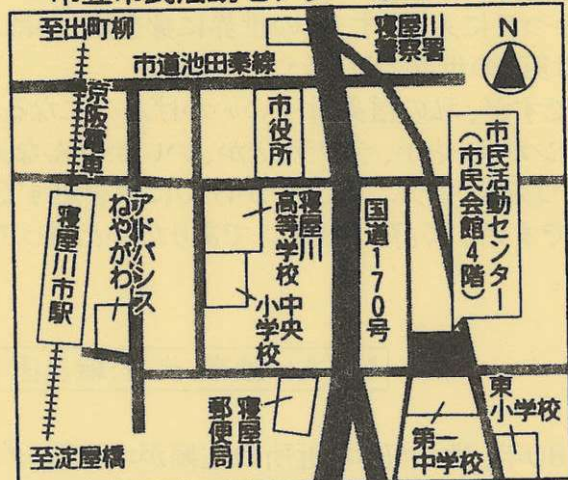 至出町柳
京阪電車
寝屋川市駅
至淀屋橋
市道池田秦線
寝屋川
警察署
市役所
アドバンス
ねやがわ
寝屋川
高等学校
中央
小学校
国道170号
市民活動センター
(市民会館4階)
寝屋川
郵便局
第一
中学校
東
小学校
N